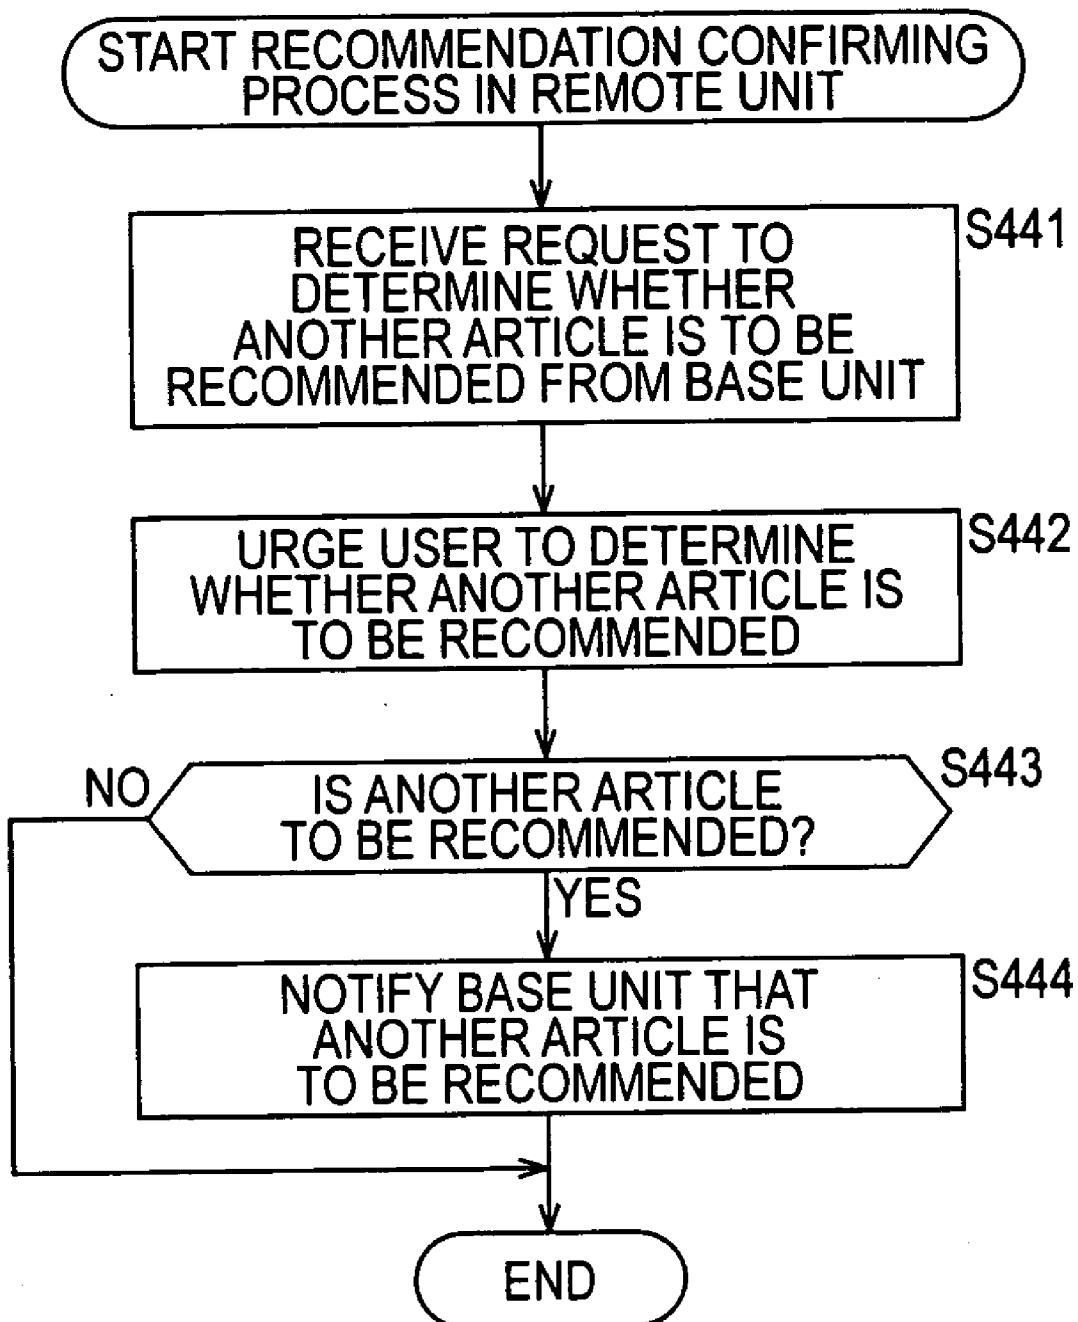 START RECOMMENDATION CONFIRMING
PROCESS IN REMOTE UNIT
S441
RECEIVE REQUEST TO
DETERMINE WHETHER
ANOTHER ARTICLE IS TO BE
RECOMMENDED FROM BASE UNIT
S442
URGE USER TO DETERMINE
WHETHER ANOTHER ARTICLE IS
TO BE RECOMMENDED
S443
NO
IS ANOTHER ARTICLE
TO BE RECOMMENDED?
YES
S444
NOTIFY BASE UNIT THAT
ANOTHER ARTICLE IS
TO BE RECOMMENDED
END